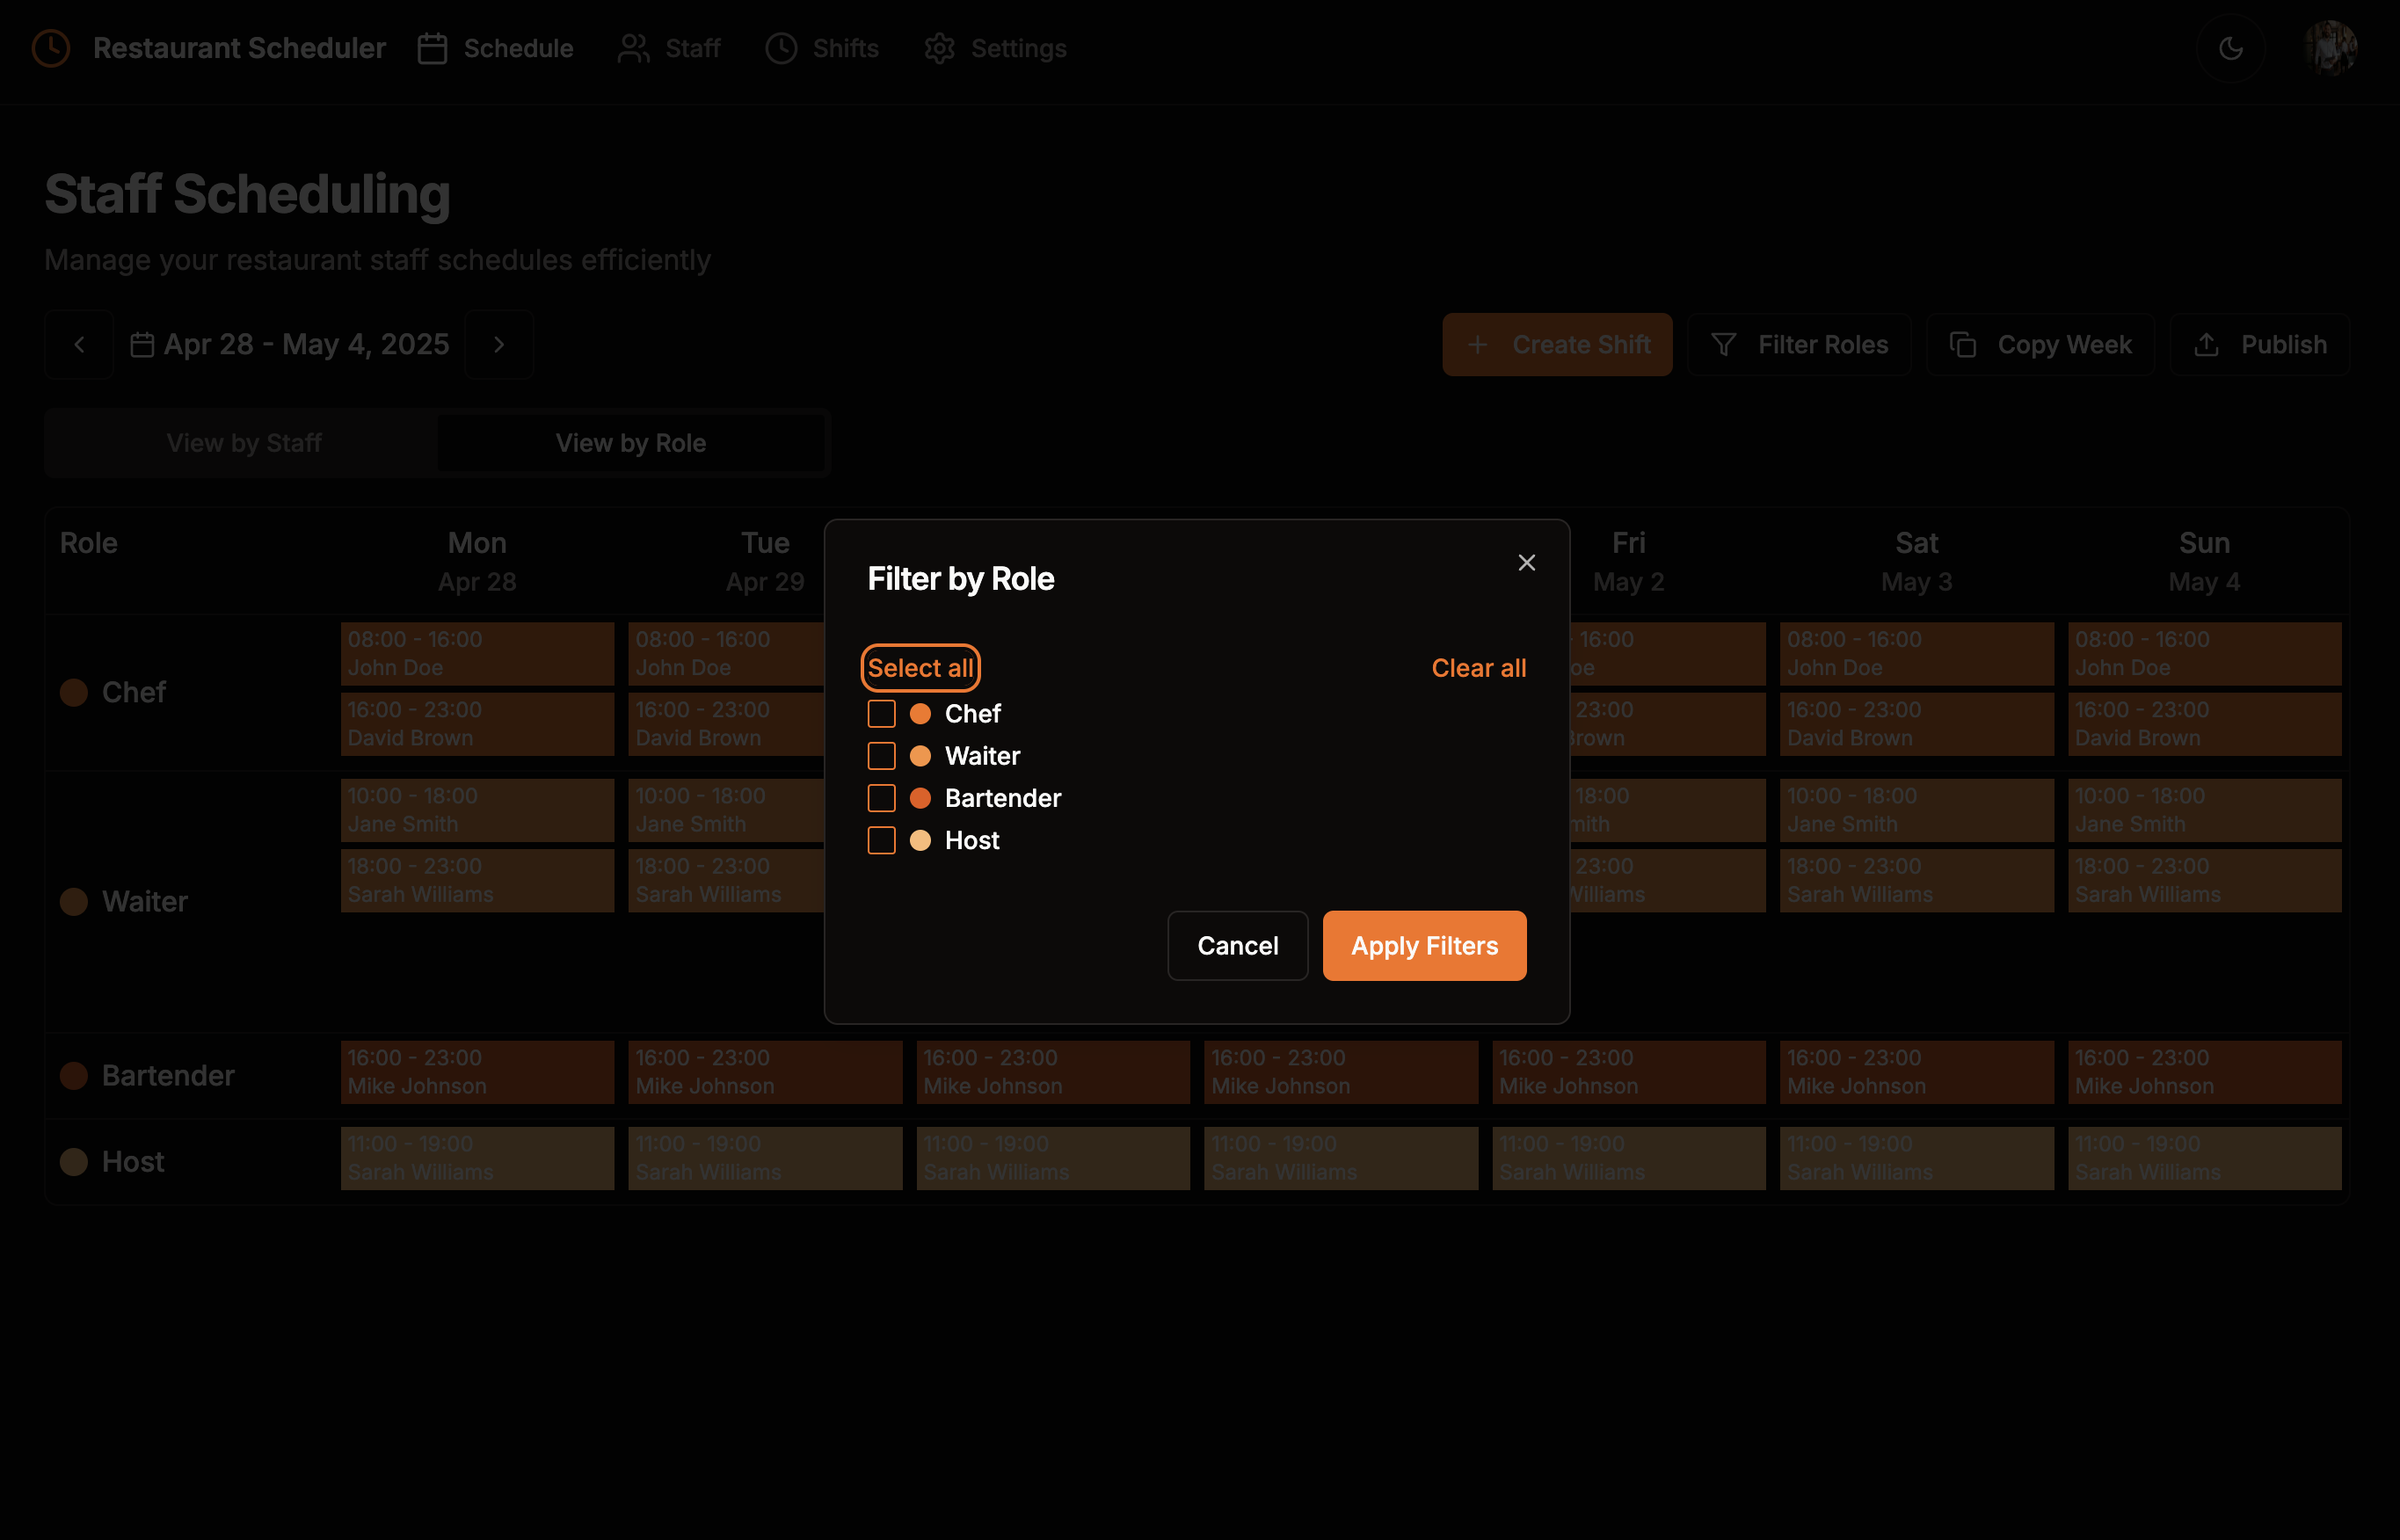 Restaurant Scheduler
Schedule
Staff
Shifts
Settings
Staff Scheduling
Manage your restaurant staff schedules efficiently
Apr 28 - May 4, 2025
Create Shift
Filter Roles
Copy Week
Publish
View by Staff
View by Role
Role
Mon
Apr 28
Tue
Apr 29
Fri
May 2
Sat
May 3
Sun
May 4
Chef
08:00 - 16:00
John Doe
08:00 - 16:00
John Doe
- 16:00
oe
08:00 - 16:00
John Doe
08:00 - 16:00
John Doe
16:00 - 23:00
David Brown
16:00 - 23:00
David Brown
23:00
Brown
16:00 - 23:00
David Brown
16:00 - 23:00
David Brown
Waiter
10:00 - 18:00
Jane Smith
10:00 - 18:00
Jane Smith
18:00
mith
10:00 - 18:00
Jane Smith
10:00 - 18:00
Jane Smith
18:00 - 23:00
Sarah Williams
18:00 - 23:00
Sarah Williams
23:00
Williams
18:00 - 23:00
Sarah Williams
18:00 - 23:00
Sarah Williams
Bartender
16:00 - 23:00
Mike Johnson
16:00 - 23:00
Mike Johnson
16:00 - 23:00
Mike Johnson
16:00 - 23:00
Mike Johnson
16:00 - 23:00
Mike Johnson
16:00 - 23:00
Mike Johnson
16:00 - 23:00
Mike Johnson
Host
11:00 - 19:00
Sarah Williams
11:00 - 19:00
Sarah Williams
11:00 - 19:00
Sarah Williams
11:00 - 19:00
Sarah Williams
11:00 - 19:00
Sarah Williams
11:00 - 19:00
Sarah Williams
11:00 - 19:00
Sarah Williams
Filter by Role
Select all
Clear all
Chef
Waiter
Bartender
Host
Cancel
Apply Filters